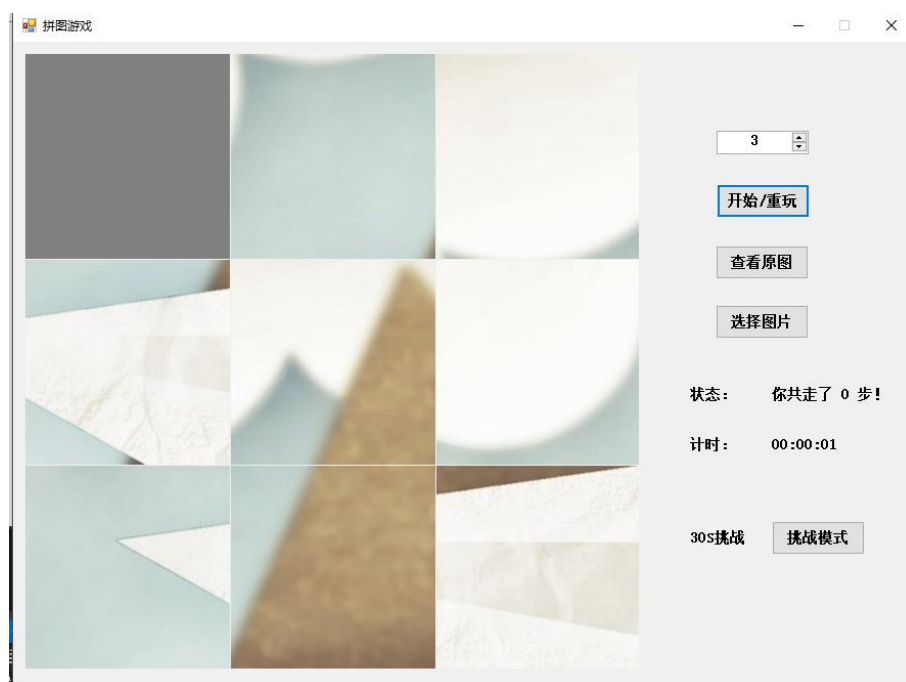 拼图游戏
3
开始/重玩
查看原图
选择图片
状态： 你共走了 0 步!
计时： 00:00:01
30S挑战 挑战模式